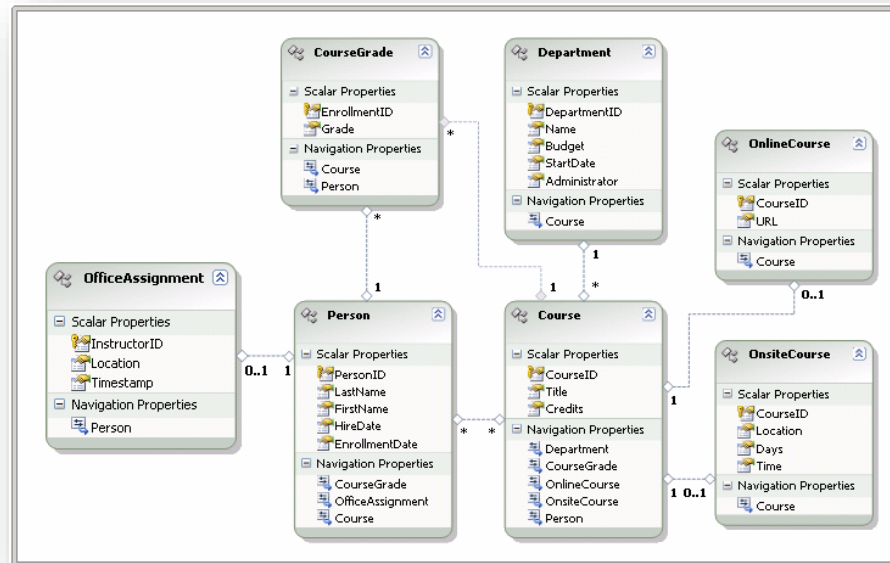 CourseGrade
Scalar Properties
EnrollmentID
Grade
Navigation Properties
Course
Person
Department
Scalar Properties
DepartmentID
Name
Budget
StartDate
Administrator
Navigation Properties
Course
OnlineCourse
Scalar Properties
CourseID
URL
Navigation Properties
Course
OfficeAssignment
Scalar Properties
InstructorID
Location
Timestamp
Navigation Properties
Person
Person
Scalar Properties
PersonID
LastName
FirstName
HireDate
EnrollmentDate
Navigation Properties
CourseGrade
OfficeAssignment
Course
Course
Scalar Properties
CourseID
Title
Credits
Navigation Properties
Department
CourseGrade
OnlineCourse
OnsiteCourse
Person
OnsiteCourse
Scalar Properties
CourseID
Location
Days
Time
Navigation Properties
Course
*
*
1
1
1
*
0..1
1
0..1
1
*
*
1
0..1